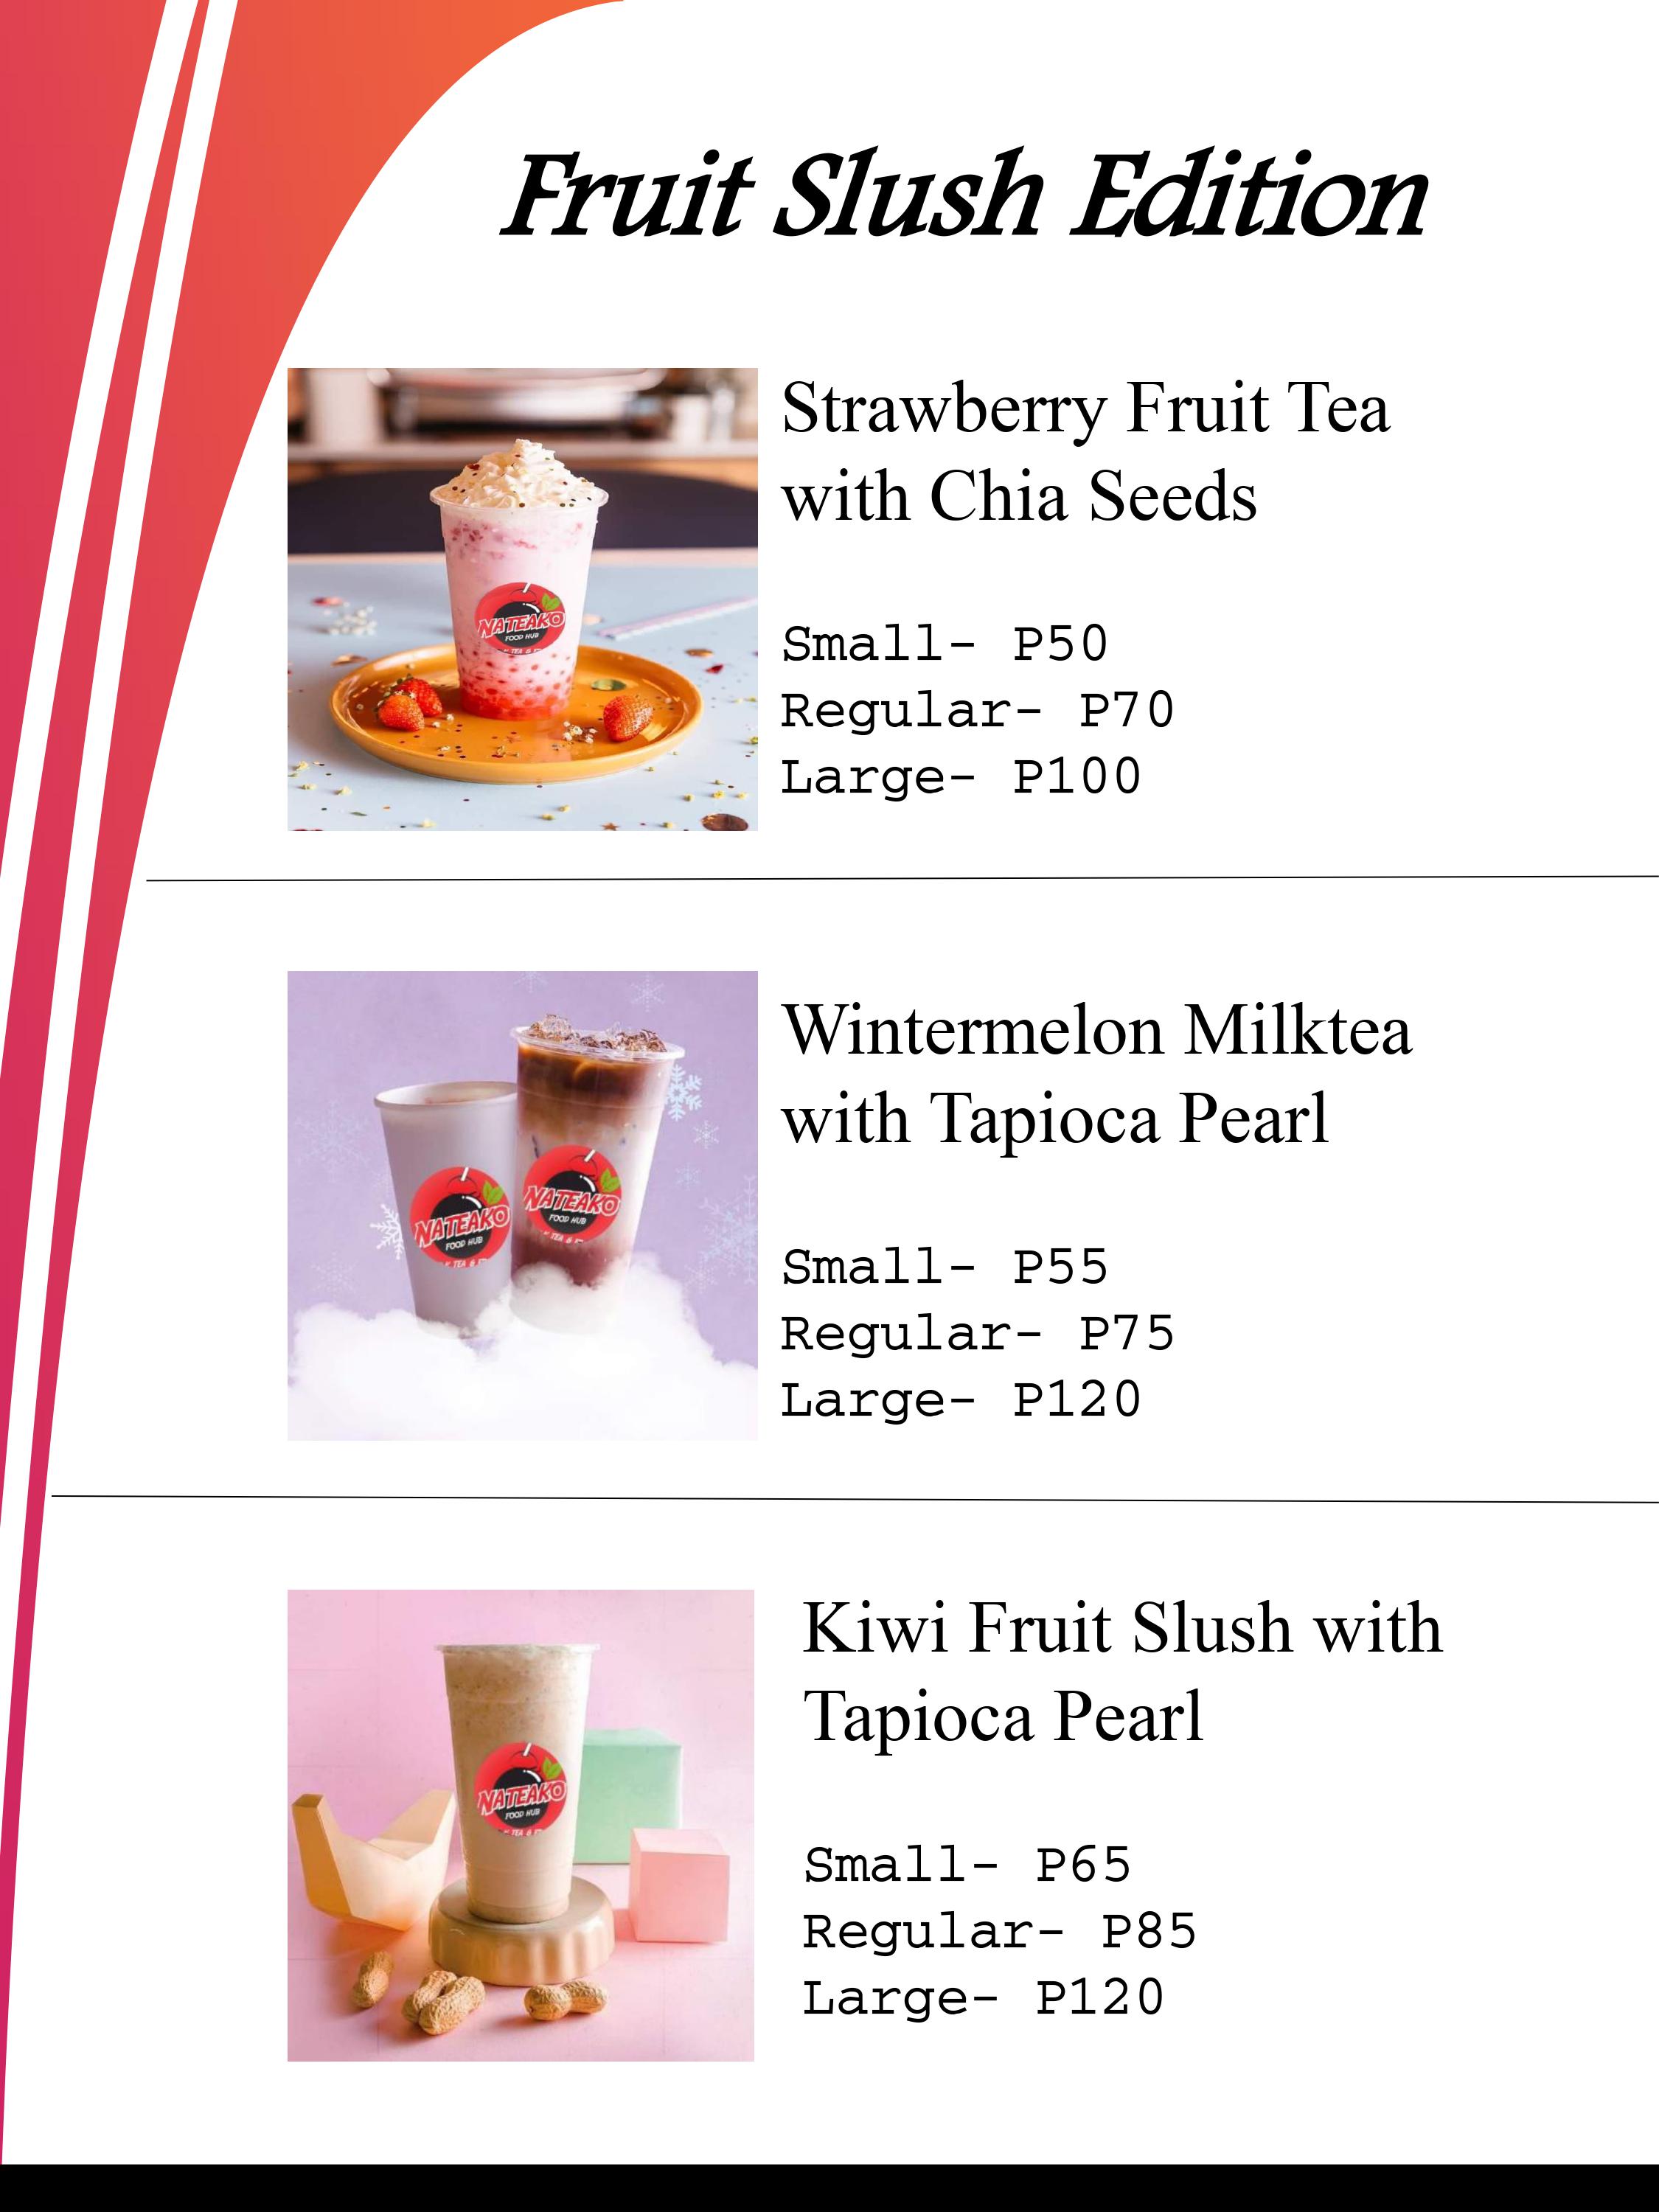 Fruit Slush Edition
Strawberry Fruit Tea
with Chia Seeds
Small- P50
Regular- P70
Large- P100
NATEAKO
FOOD HUB
Wintermelon Milktea
with Tapioca Pearl
Small- P55
Regular- P75
Large- P120
NATEAKO
FOOD HUB
NATEAKO
FOOD HUB
Kiwi Fruit Slush with
Tapioca Pearl
Small- P65
Regular- P85
Large- P120
NATEAKO
FOOD HUB